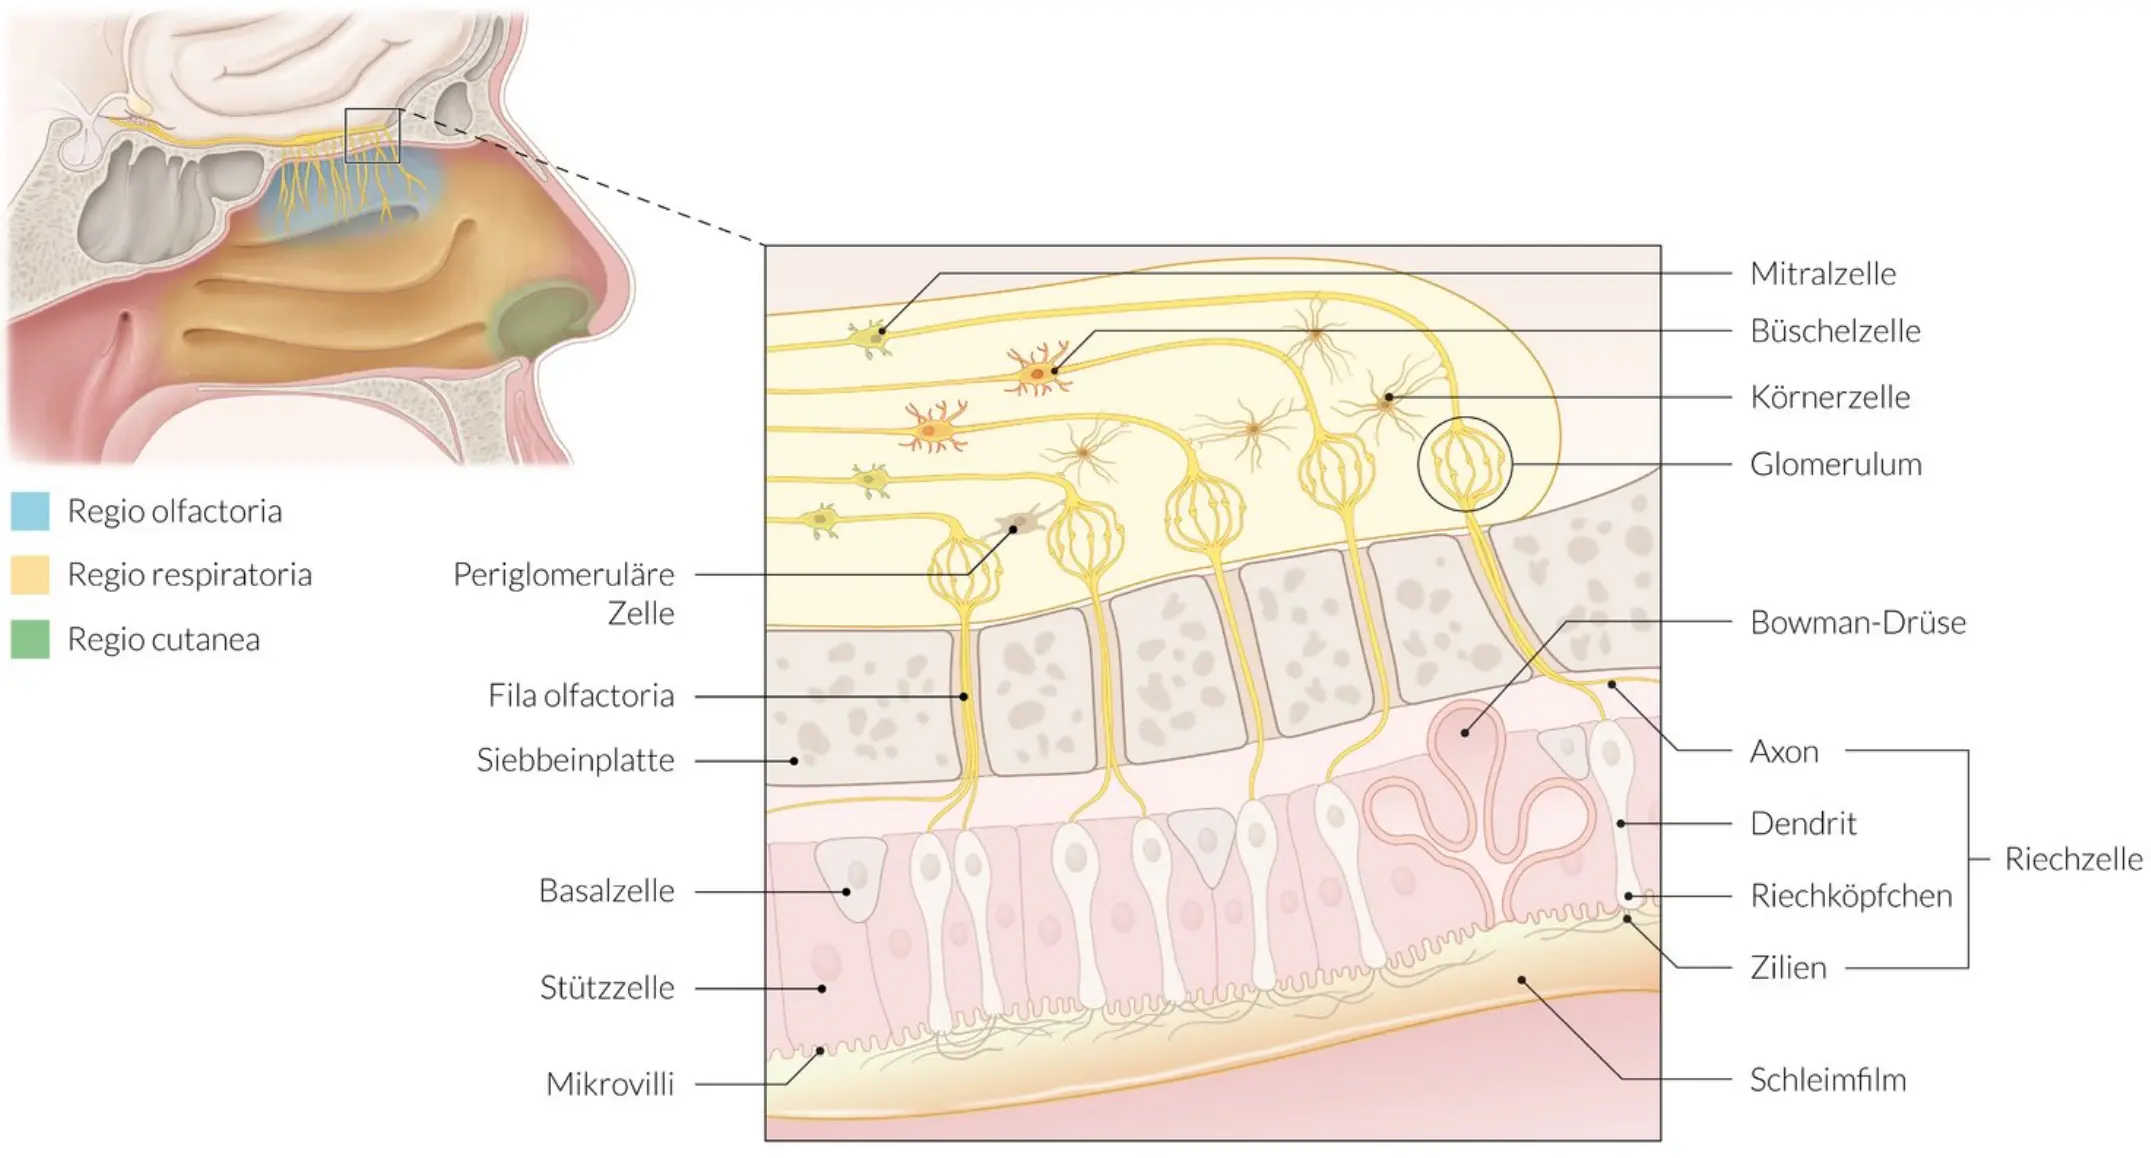 Regio olfactoria
Regio respiratoria
Regio cutanea
Periglomeruläre
Zelle
Fila olfactoria
Siebbeinplatte
Basalzelle
Stützzelle
Mikrovilli
Mitralzelle
Büschelzelle
Körnerzelle
Glomerulum
Bowman-Drüse
Axon
Dendrit
Riechzelle
Riechköpfchen
Zilien
Schleimfilm